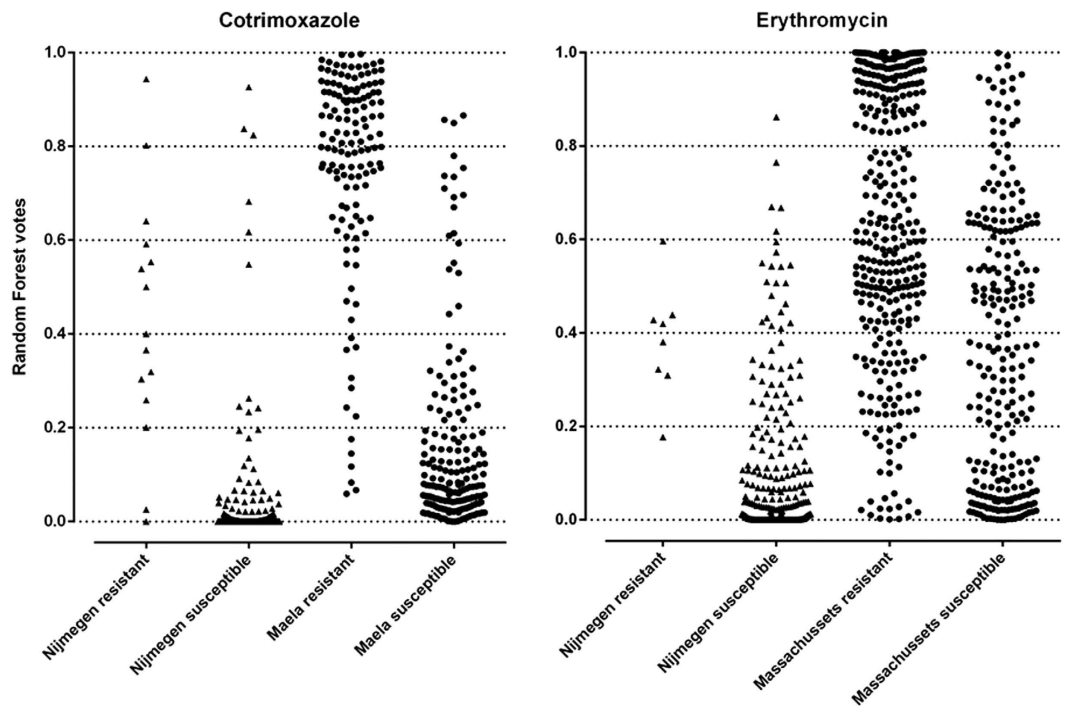 Cotrimoxazole
Erythromycin
Random Forest votes
1.0
0.8
0.6
0.4
0.2
0.0
1.0
0.8
0.6
0.4
0.2
0.0
Nijmegen resistant
Nijmegen susceptible
Maela resistant
Maela susceptible
Nijmegen resistant
Nijmegen susceptible
Massachussets resistant
Massachussets susceptible